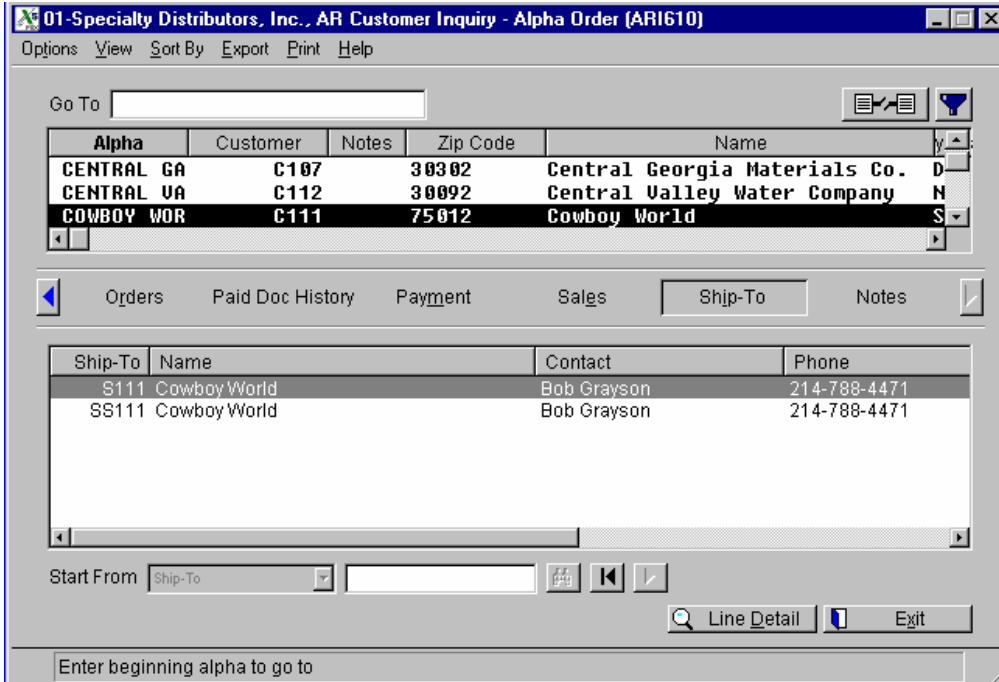 01-Specialty Distributors, Inc., AR Customer Inquiry - Alpha Order (ARI610)
Options View Sort By Export Print Help
Go To
Alpha Customer Notes Zip Code Name
CENTRAL GA C107 30302 Central Georgia Materials Co. D
CENTRAL VA C112 30092 Central Valley Water Company N
COWBOY WOR C111 75012 Cowboy World S
Orders Paid Doc History Payment Sales Ship-To Notes
Ship-To Name Contact Phone
S111 Cowboy World Bob Grayson 214-788-4471
SS111 Cowboy World Bob Grayson 214-788-4471
Start From Ship-To
Line Detail Exit
Enter beginning alpha to go to